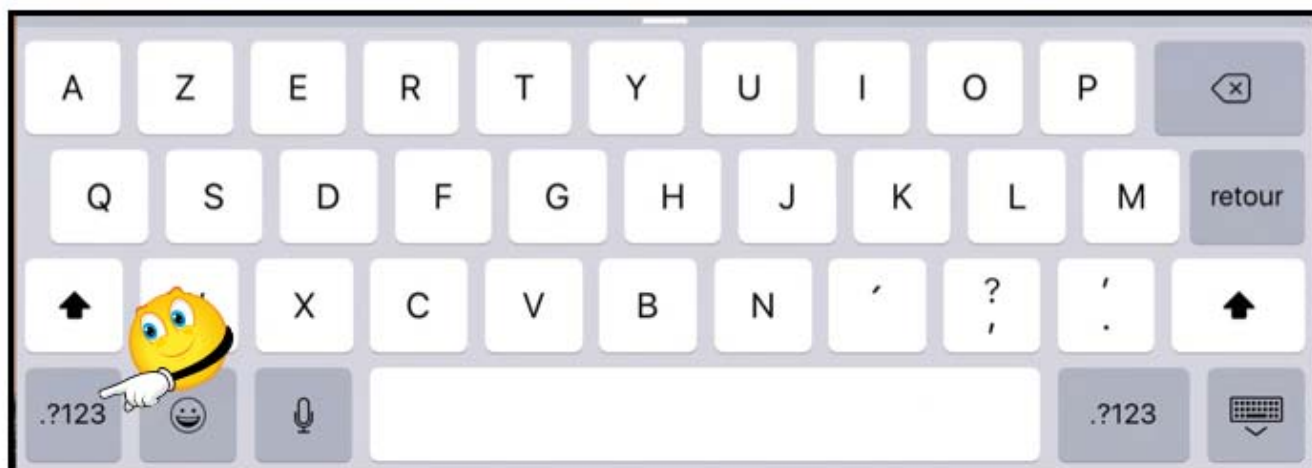 A Z E R T Y U I O P
Q S D F G H J K L M retour
X C V B N ´ ? , ' .
.?123 .?123